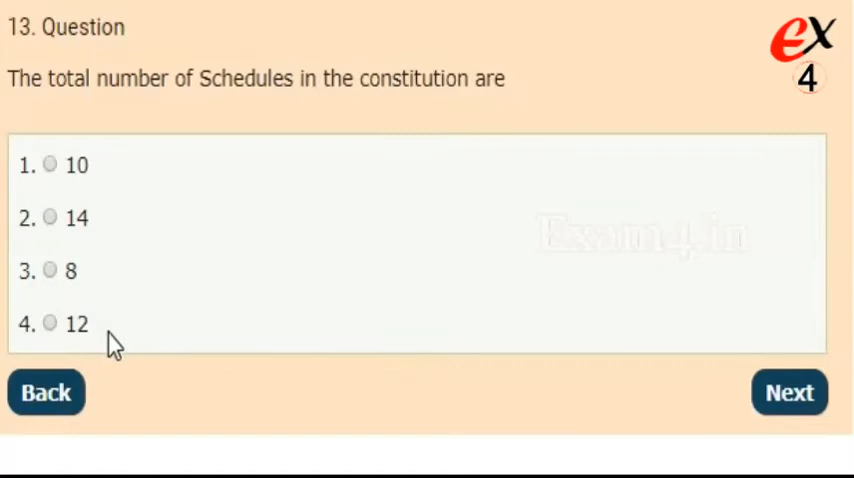 13. Question
ex
4
The total number of Schedules in the constitution are
1. 10
2. 14
Exam4.in
3. 8
4. 12
Back
Next